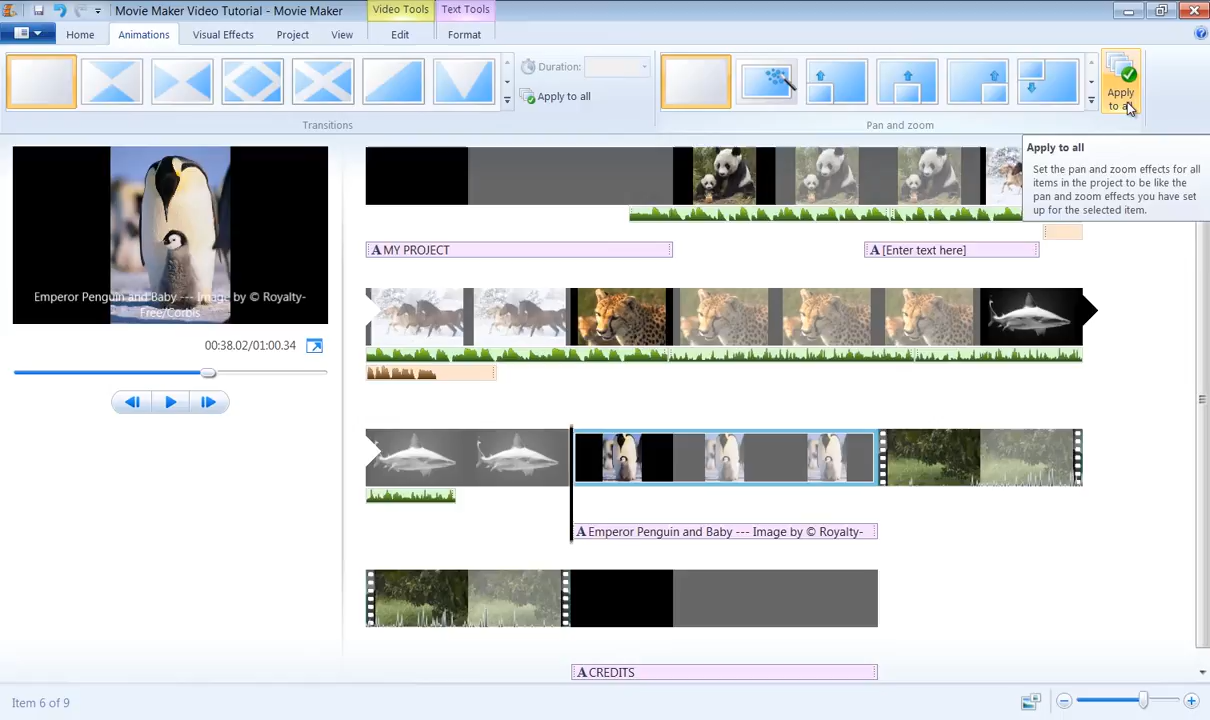 Movie Maker Video Tutorial - Movie Maker
Video Tools
Text Tools
Home
Animations
Visual Effects
Project
View
Edit
Format
Duration:
Apply to all
Transitions
Pan and zoom
Apply
to all
Apply to all
Set the pan and zoom effects for all
items in the project to be like the
pan and zoom effects you have set
up for the selected item.
Emperor Penguin and Baby --- Image by © Royalty-
Free/Corbis
00:38.02/01:00.34
A MY PROJECT
A [Enter text here]
A Emperor Penguin and Baby --- Image by © Royalty-
A CREDITS
Item 6 of 9